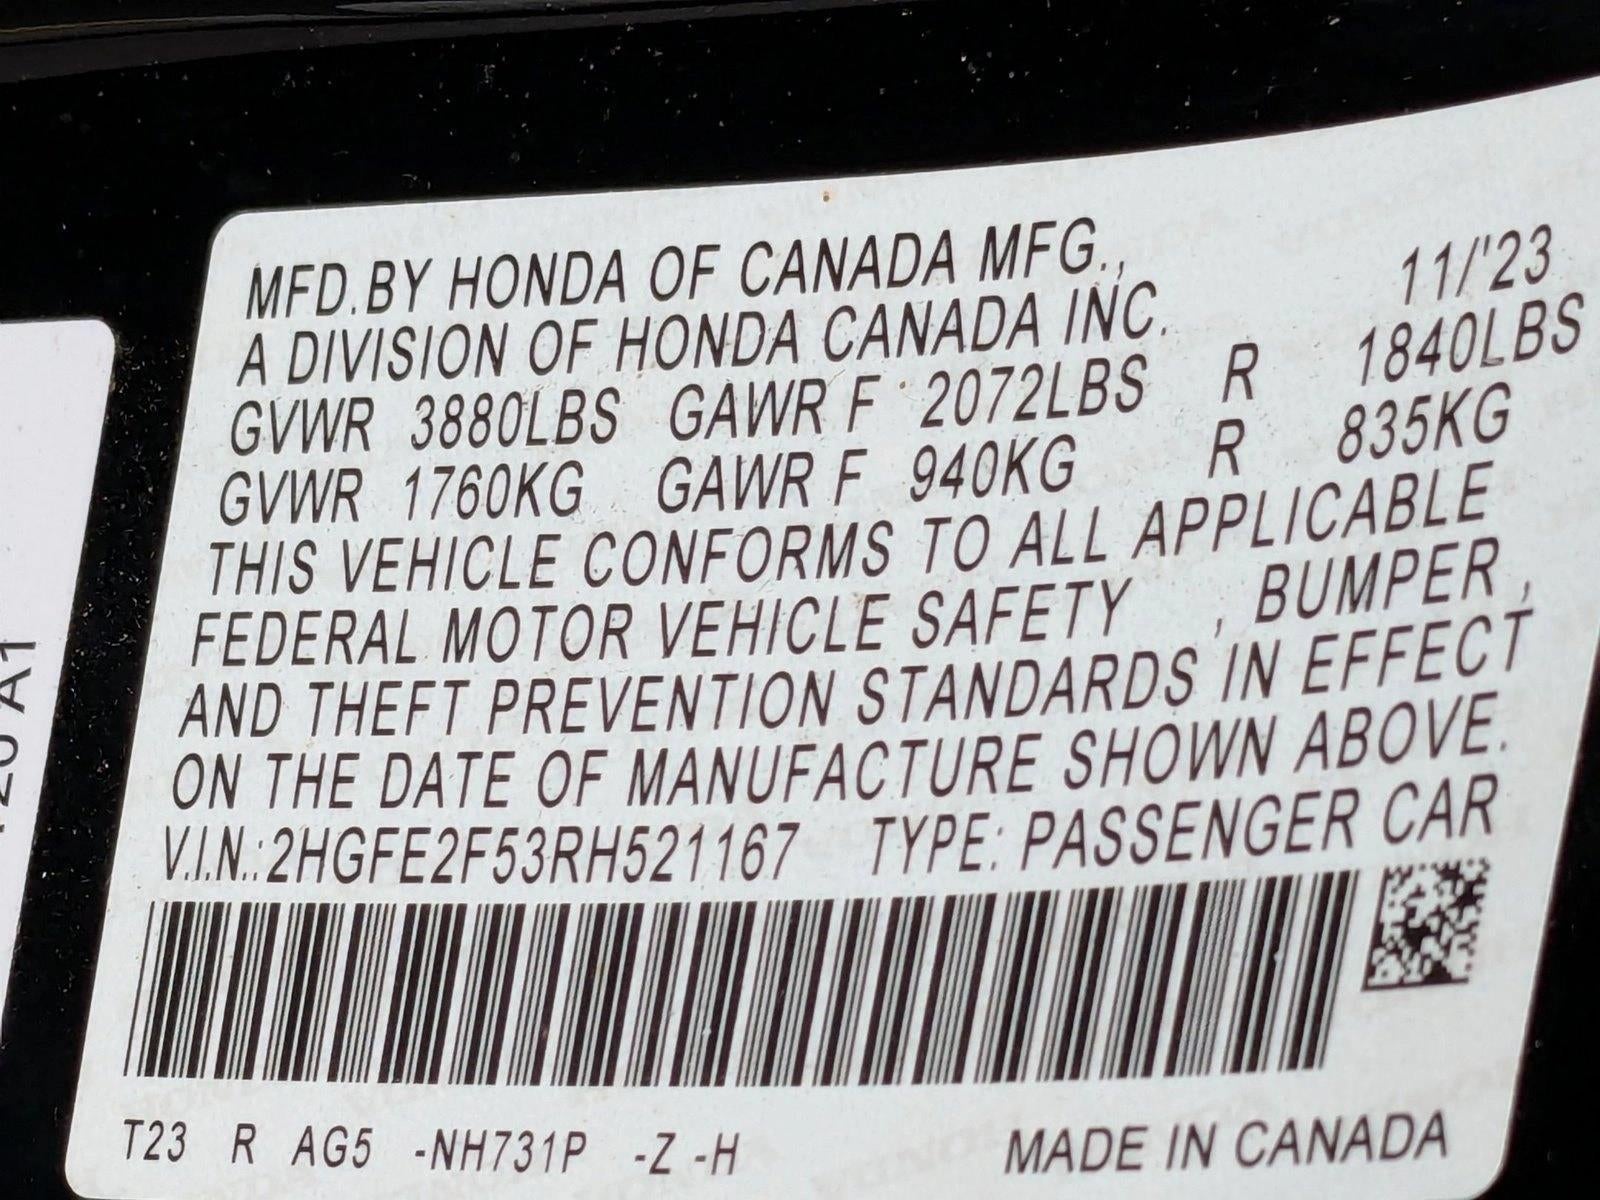 MFD.BY HONDA OF CANADA MFG., 11/'23
A DIVISION OF HONDA CANADA INC.
GVWR 3880LBS GAWR F 2072LBS R 1840LBS
GVWR 1760KG GAWR F 940KG R 835KG
THIS VEHICLE CONFORMS TO ALL APPLICABLE
FEDERAL MOTOR VEHICLE SAFETY , BUMPER ,
AND THEFT PREVENTION STANDARDS IN EFFECT
ON THE DATE OF MANUFACTURE SHOWN ABOVE.
V.I.N.:2HGFE2F53RH521167 TYPE: PASSENGER CAR
T23 R AG5 -NH731P -Z -H MADE IN CANADA
A1